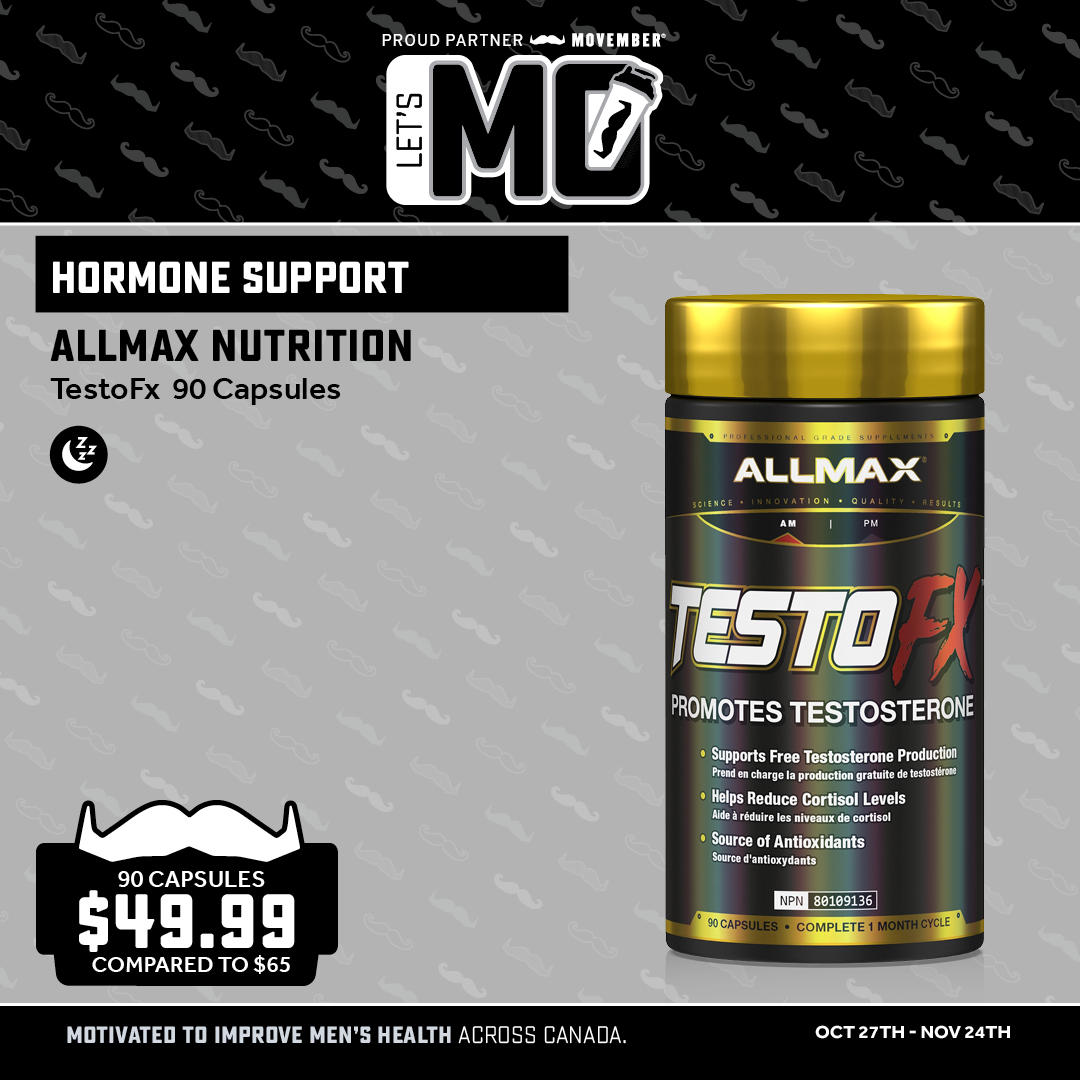 PROUD PARTNER MOVEMBER®
LET'S
MO
HORMONE SUPPORT
ALLMAX NUTRITION
TestoFx 90 Capsules
Z Z Z
PROFESSIONAL GRADE SUPPLEMENTS
ALLMAX®
SCIENCE • INNOVATION • QUALITY • RESULTS
AM | PM
TESTOFX™
PROMOTES TESTOSTERONE
• Supports Free Testosterone Production
Prend en charge la production gratuite de testostérone
• Helps Reduce Cortisol Levels
Aide à réduire les niveaux de cortisol
• Source of Antioxidants
Source d'antioxydants
NPN 80109136
90 CAPSULES • COMPLETE 1 MONTH CYCLE
90 CAPSULES
$49.99
COMPARED TO $65
MOTIVATED TO IMPROVE MEN'S HEALTH ACROSS CANADA.
OCT 27TH - NOV 24TH